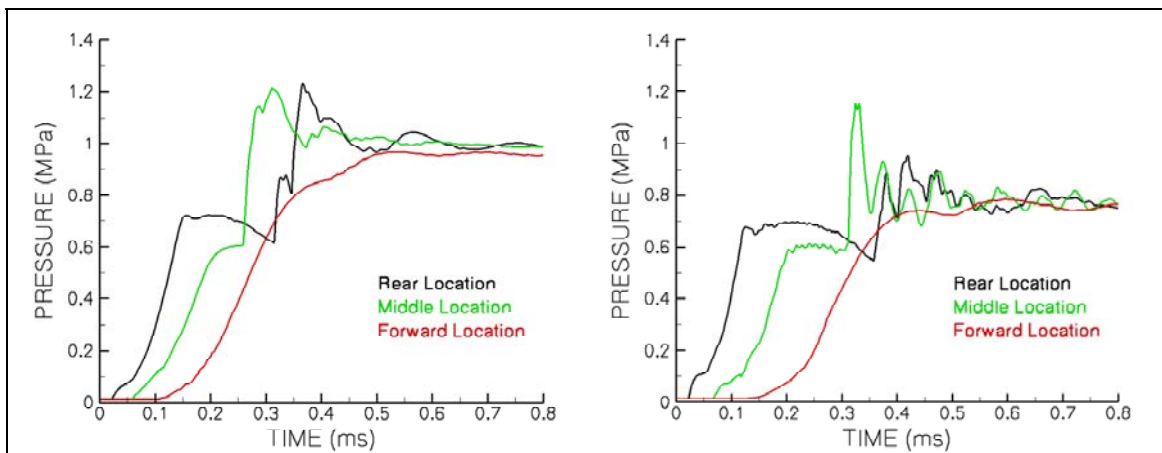 1.4
1.2
1
0.8
0.6
0.4
0.2
0
PRESSURE (MPa)
Rear Location
Middle Location
Forward Location
0 0.1 0.2 0.3 0.4 0.5 0.6 0.7 0.8
TIME (ms)
1.4
1.2
1
0.8
0.6
0.4
0.2
0
PRESSURE (MPa)
Rear Location
Middle Location
Forward Location
0 0.1 0.2 0.3 0.4 0.5 0.6 0.7 0.8
TIME (ms)